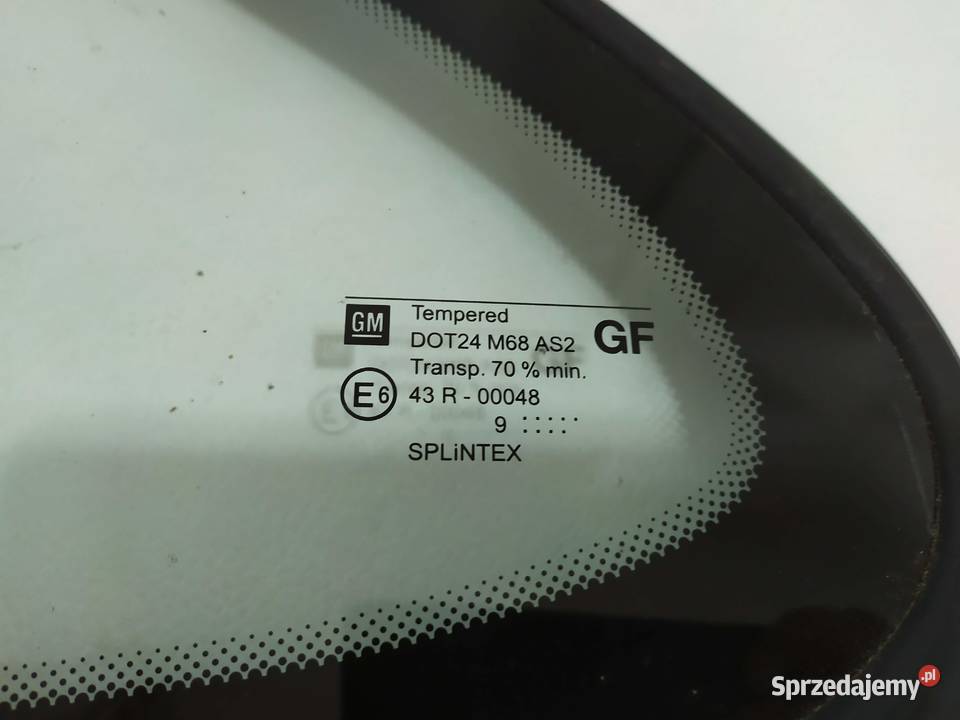 GM Tempered GF
DOT24 M68 AS2
Transp. 70 % min.
E6 43 R - 00048
9 :::::·
SPLiNTEX
Sprzedajemy.pl